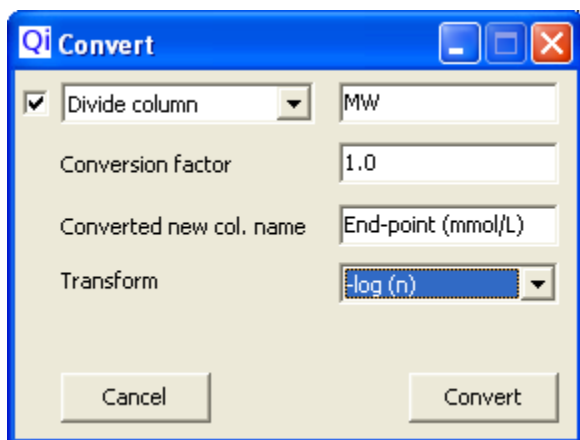 Qi Convert
Divide column MW
Conversion factor 1.0
Converted new col. name End-point (mmol/L)
Transform -log (n)
Cancel Convert